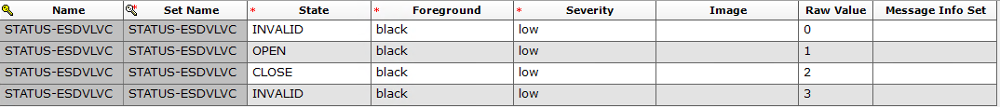 Name Set Name * State * Foreground * Severity Image Raw Value Message Info Set
STATUS-ESDVLVC STATUS-ESDVLVC INVALID black low 0
STATUS-ESDVLVC STATUS-ESDVLVC OPEN black low 1
STATUS-ESDVLVC STATUS-ESDVLVC CLOSE black low 2
STATUS-ESDVLVC STATUS-ESDVLVC INVALID black low 3